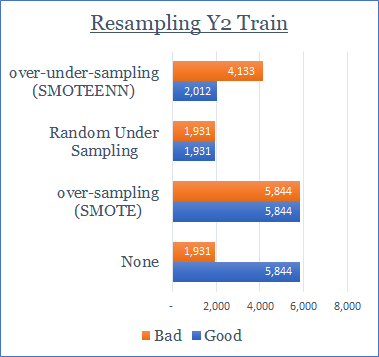 Resampling Y2 Train
over-under-sampling
(SMOTEENN)
4,133
2,012
Random Under
Sampling
1,931
1,931
over-sampling
(SMOTE)
5,844
5,844
None
1,931
5,844
- 2,000 4,000 6,000 8,000
Bad Good